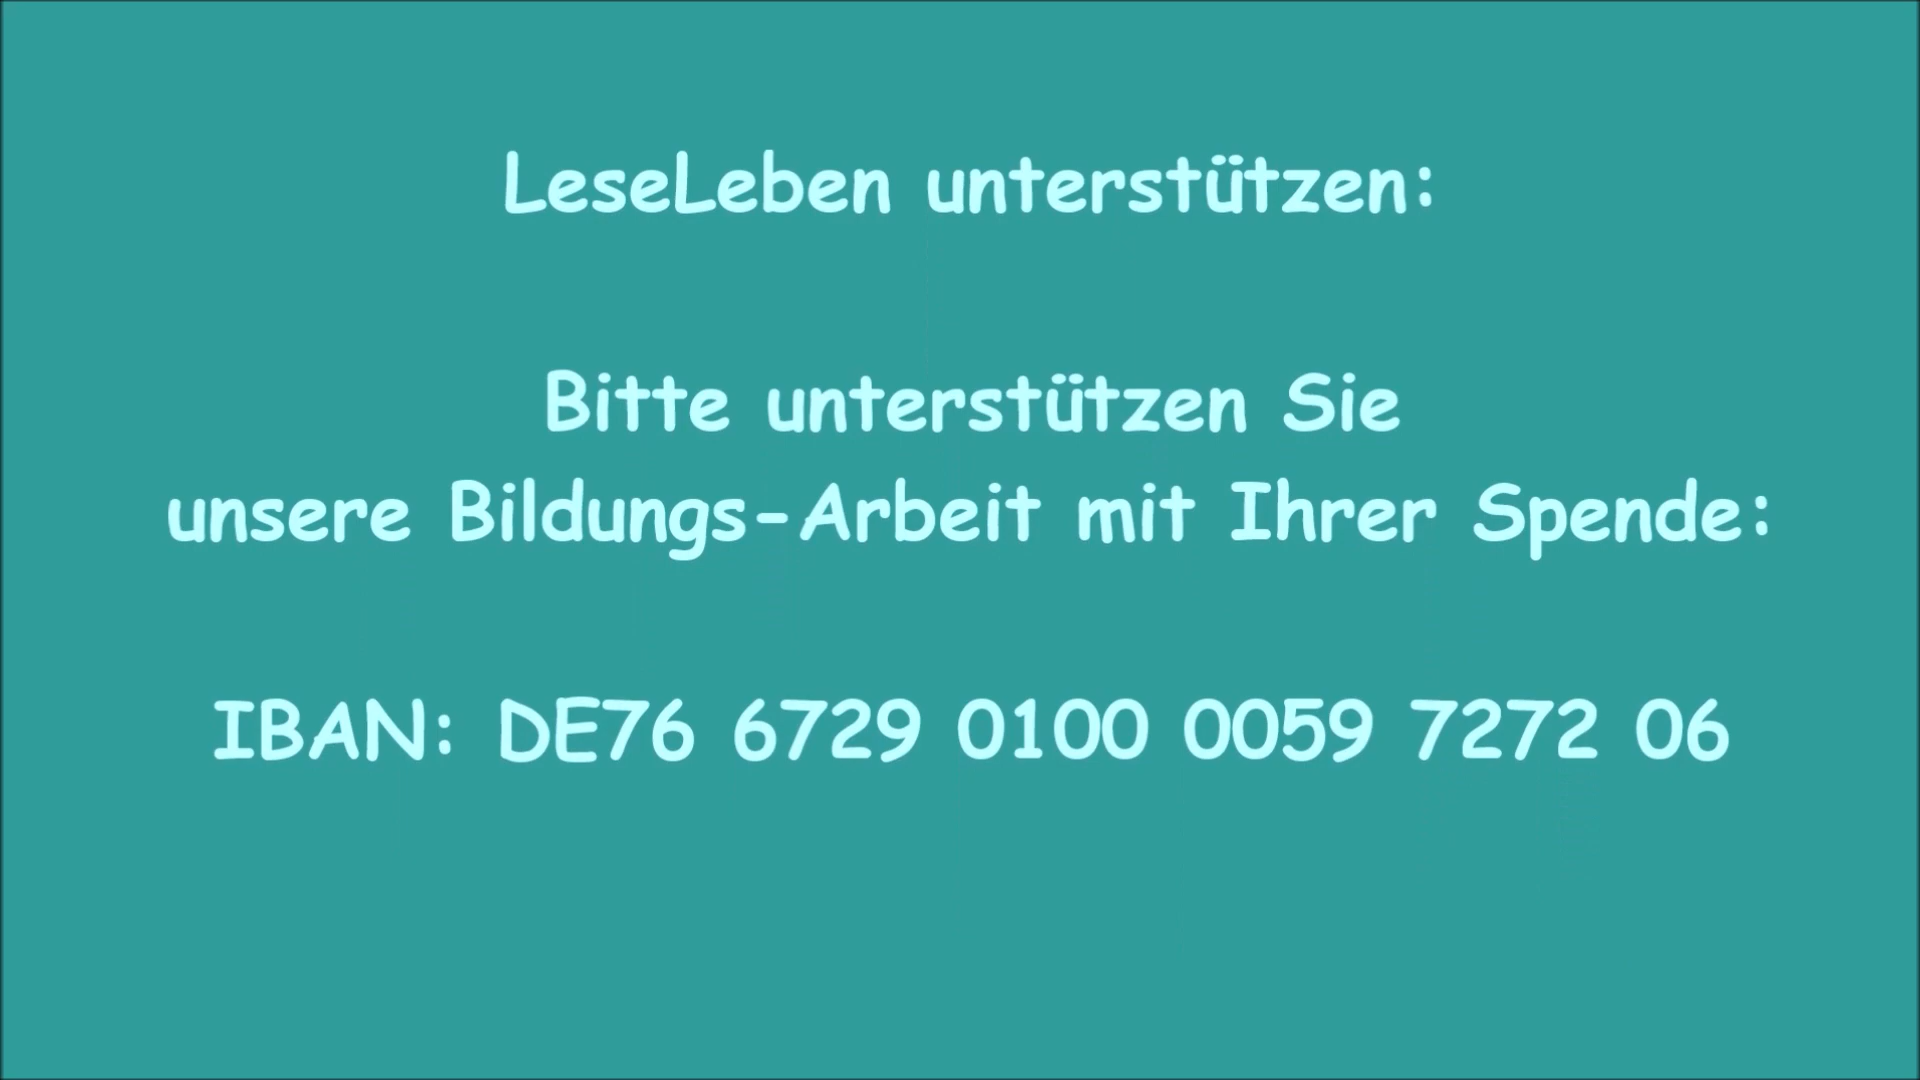 LeseLeben unterstützen:
Bitte unterstützen Sie
unsere Bildungs-Arbeit mit Ihrer Spende:
IBAN: DE76 6729 0100 0059 7272 06